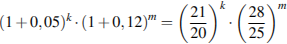 (1+0,05)^k · (1+0,12)^m = (21/20)^k · (28/25)^m